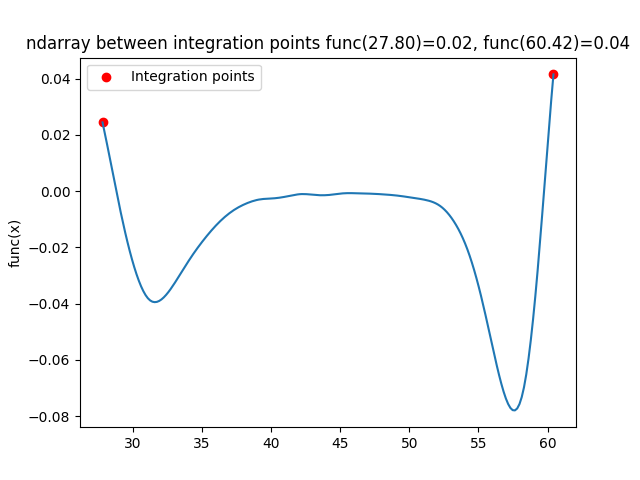 ndarray between integration points func(27.80)=0.02, func(60.42)=0.04
Integration points
func(x)
0.04
0.02
0.00
−0.02
−0.04
−0.06
−0.08
30 35 40 45 50 55 60